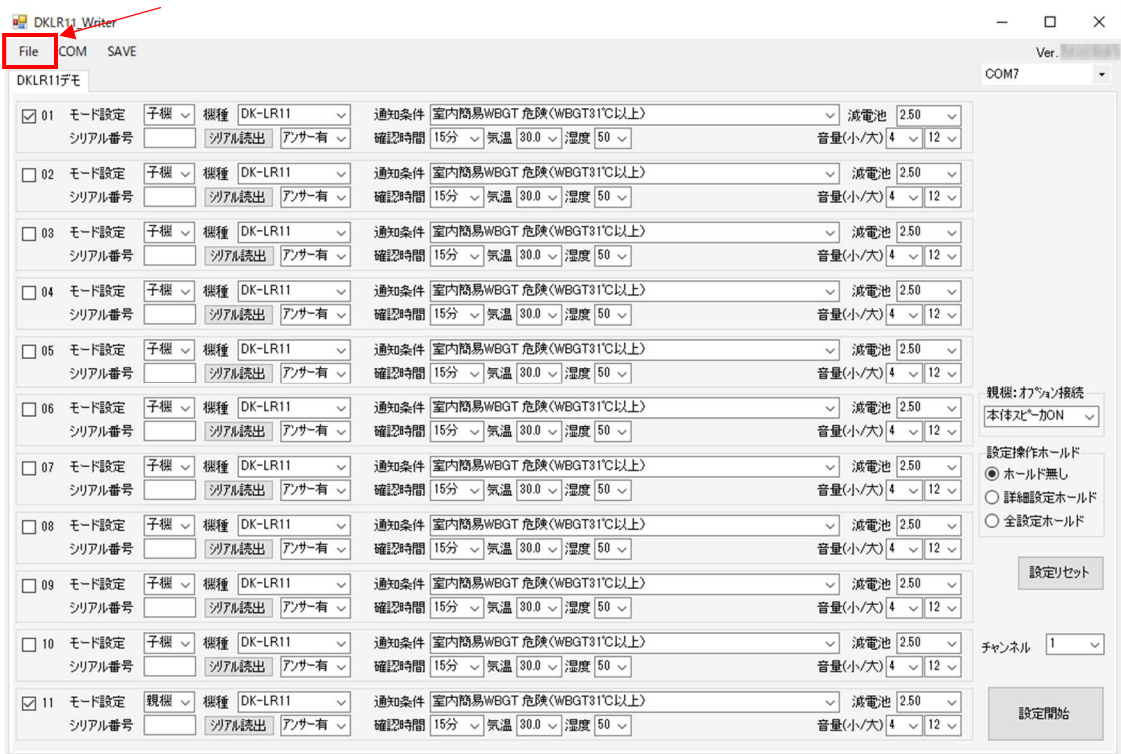 DKLR11_Writer
File COM SAVE
Ver.
DKLR11デモ
COM7
01 モード設定 子機 機種 DK-LR11 通知条件 室内簡易WBGT 危険(WBGT31℃以上) 減電池 2.50
シリアル番号 シリアル読出 アンサー有 確認時間 15分 気温 30.0 湿度 50 音量(小/大) 4 12
02 モード設定 子機 機種 DK-LR11 通知条件 室内簡易WBGT 危険(WBGT31℃以上) 減電池 2.50
シリアル番号 シリアル読出 アンサー有 確認時間 15分 気温 30.0 湿度 50 音量(小/大) 4 12
03 モード設定 子機 機種 DK-LR11 通知条件 室内簡易WBGT 危険(WBGT31℃以上) 減電池 2.50
シリアル番号 シリアル読出 アンサー有 確認時間 15分 気温 30.0 湿度 50 音量(小/大) 4 12
04 モード設定 子機 機種 DK-LR11 通知条件 室内簡易WBGT 危険(WBGT31℃以上) 減電池 2.50
シリアル番号 シリアル読出 アンサー有 確認時間 15分 気温 30.0 湿度 50 音量(小/大) 4 12
05 モード設定 子機 機種 DK-LR11 通知条件 室内簡易WBGT 危険(WBGT31℃以上) 減電池 2.50
シリアル番号 シリアル読出 アンサー有 確認時間 15分 気温 30.0 湿度 50 音量(小/大) 4 12
06 モード設定 子機 機種 DK-LR11 通知条件 室内簡易WBGT 危険(WBGT31℃以上) 減電池 2.50
シリアル番号 シリアル読出 アンサー有 確認時間 15分 気温 30.0 湿度 50 音量(小/大) 4 12
07 モード設定 子機 機種 DK-LR11 通知条件 室内簡易WBGT 危険(WBGT31℃以上) 減電池 2.50
シリアル番号 シリアル読出 アンサー有 確認時間 15分 気温 30.0 湿度 50 音量(小/大) 4 12
08 モード設定 子機 機種 DK-LR11 通知条件 室内簡易WBGT 危険(WBGT31℃以上) 減電池 2.50
シリアル番号 シリアル読出 アンサー有 確認時間 15分 気温 30.0 湿度 50 音量(小/大) 4 12
09 モード設定 子機 機種 DK-LR11 通知条件 室内簡易WBGT 危険(WBGT31℃以上) 減電池 2.50
シリアル番号 シリアル読出 アンサー有 確認時間 15分 気温 30.0 湿度 50 音量(小/大) 4 12
10 モード設定 子機 機種 DK-LR11 通知条件 室内簡易WBGT 危険(WBGT31℃以上) 減電池 2.50
シリアル番号 シリアル読出 アンサー有 確認時間 15分 気温 30.0 湿度 50 音量(小/大) 4 12
11 モード設定 親機 機種 DK-LR11 通知条件 室内簡易WBGT 危険(WBGT31℃以上) 減電池 2.50
シリアル番号 シリアル読出 アンサー有 確認時間 15分 気温 30.0 湿度 50 音量(小/大) 4 12
親機:オプション接続
本体スピーカON
設定操作ホールド
ホールド無し
詳細設定ホールド
全設定ホールド
設定リセット
チャンネル 1
設定開始